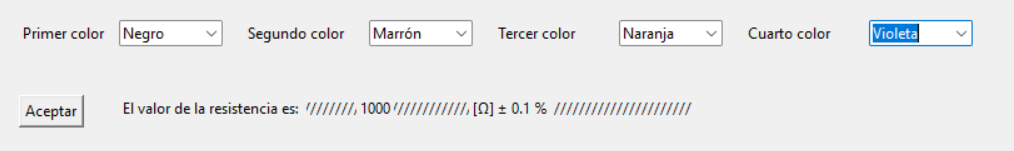 Primer color Negro Segundo color Marrón Tercer color Naranja Cuarto color Violeta
Aceptar El valor de la resistencia es: ////////, 1000 ////////////, [Ω] ± 0.1 % //////////////////////